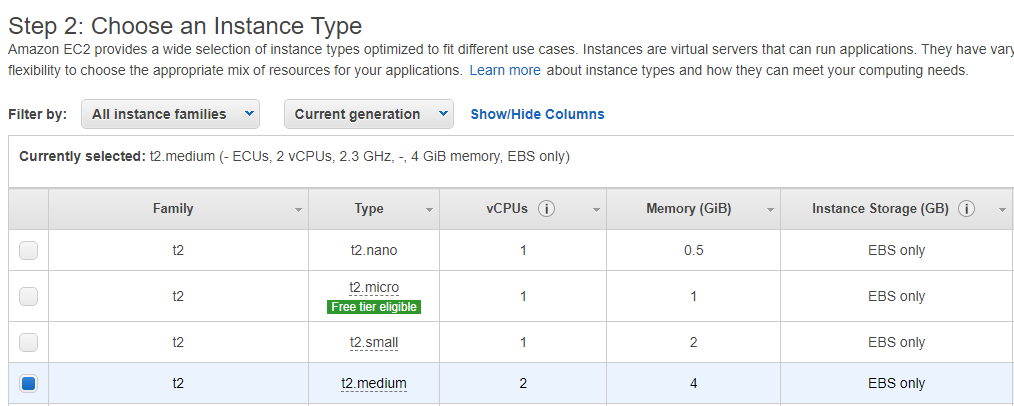 Step 2: Choose an Instance Type
Amazon EC2 provides a wide selection of instance types optimized to fit different use cases. Instances are virtual servers that can run applications. They have
flexibility to choose the appropriate mix of resources for your applications. Learn more about instance types and how they can meet your computing needs.
Filter by: All instance families Current generation Show/Hide Columns
Currently selected: t2.medium (- ECUs, 2 vCPUs, 2.3 GHz, -, 4 GiB memory, EBS only)
Family Type vCPUs i Memory (GiB) Instance Storage (GB) i
t2 t2.nano 1 0.5 EBS only
t2 t2.micro 1 1 EBS only
Free tier eligible
t2 t2.small 1 2 EBS only
t2 t2.medium 2 4 EBS only